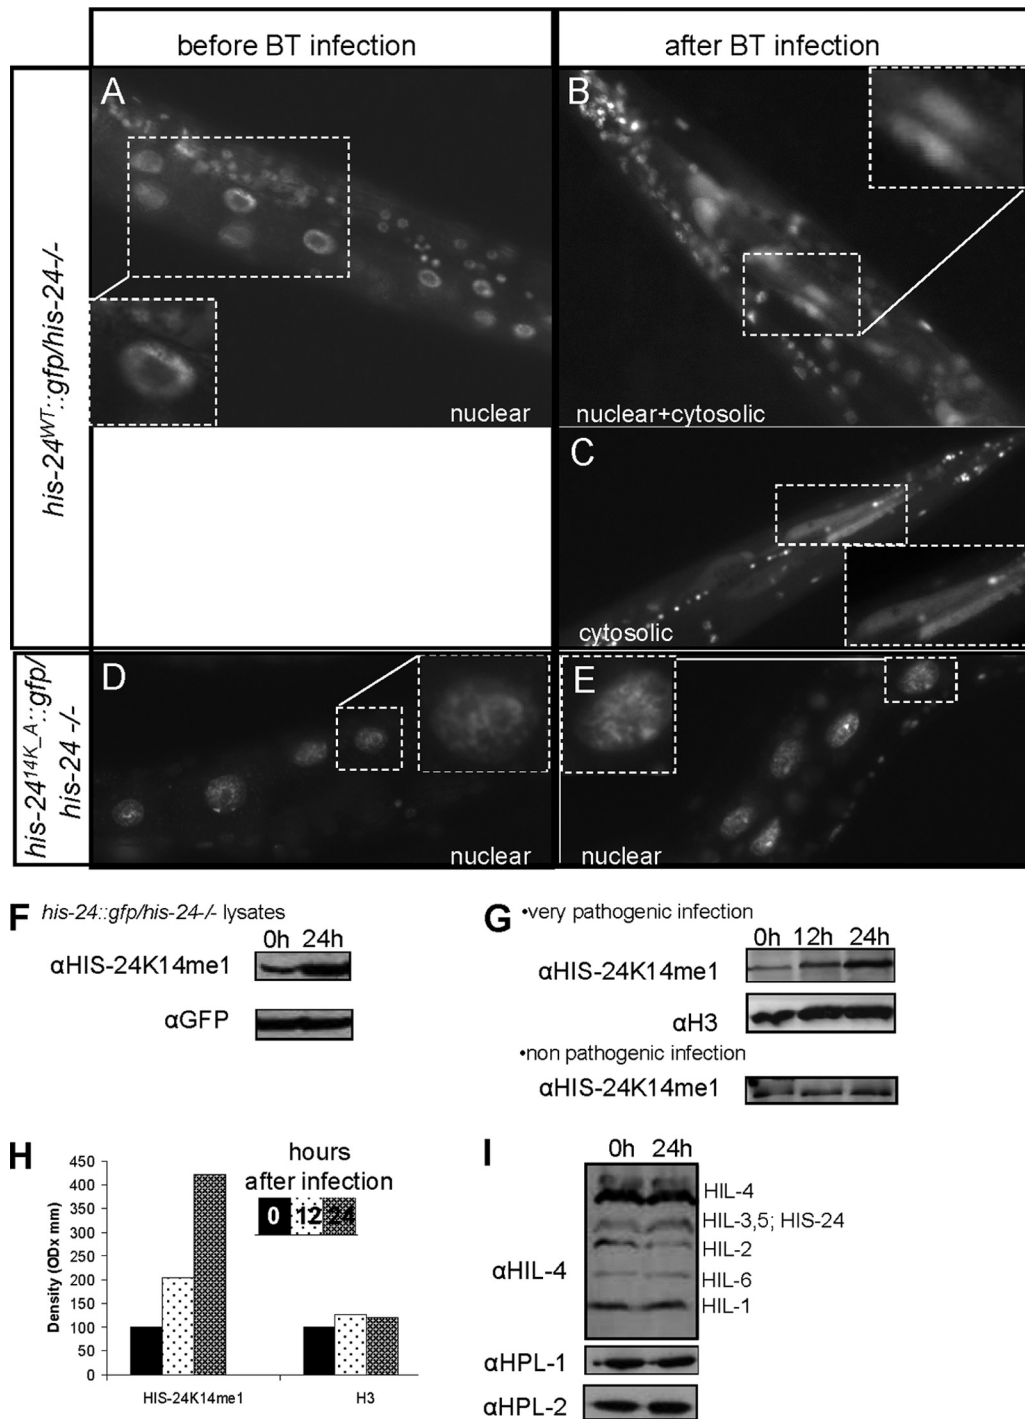 before BT infection
after BT infection
his-24WT::gfp/his-24-/-
A
nuclear
B
nuclear+cytosolic
C
cytosolic
his-2414K_A::gfp/
his-24 -/-
D
nuclear
E
nuclear
F his-24::gfp/his-24-/- lysates
0h 24h
αHIS-24K14me1
αGFP
G •very pathogenic infection
0h 12h 24h
αHIS-24K14me1
αH3
•non pathogenic infection
αHIS-24K14me1
H
hours
after infection
0 12 24
Density (ODx mm)
450
400
350
300
250
200
150
100
50
0
HIS-24K14me1 H3
I
0h 24h
αHIL-4
HIL-4
HIL-3,5; HIS-24
HIL-2
HIL-6
HIL-1
αHPL-1
αHPL-2